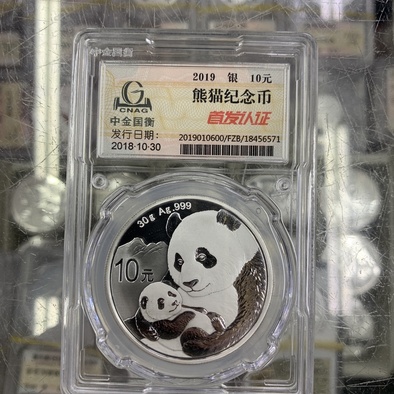 中金国衡
2019 银 10元
熊猫纪念币
首发认证
CNAG
中金国衡
发行日期:
2018-10-30
2019010600/FZB/18456571
30g Ag.999
10元